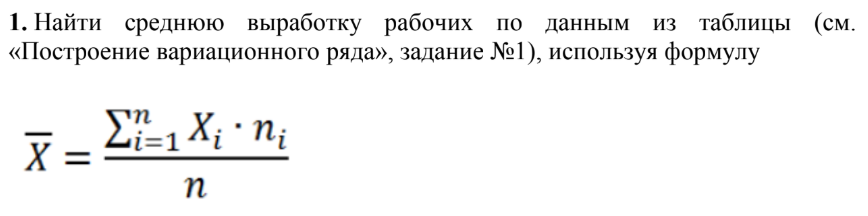 1. Найти среднюю выработку рабочих по данным из таблицы (см.
«Построение вариационного ряда», задание №1), используя формулу
X̅ = (∑ⁿᵢ₌₁ Xᵢ · nᵢ) / n